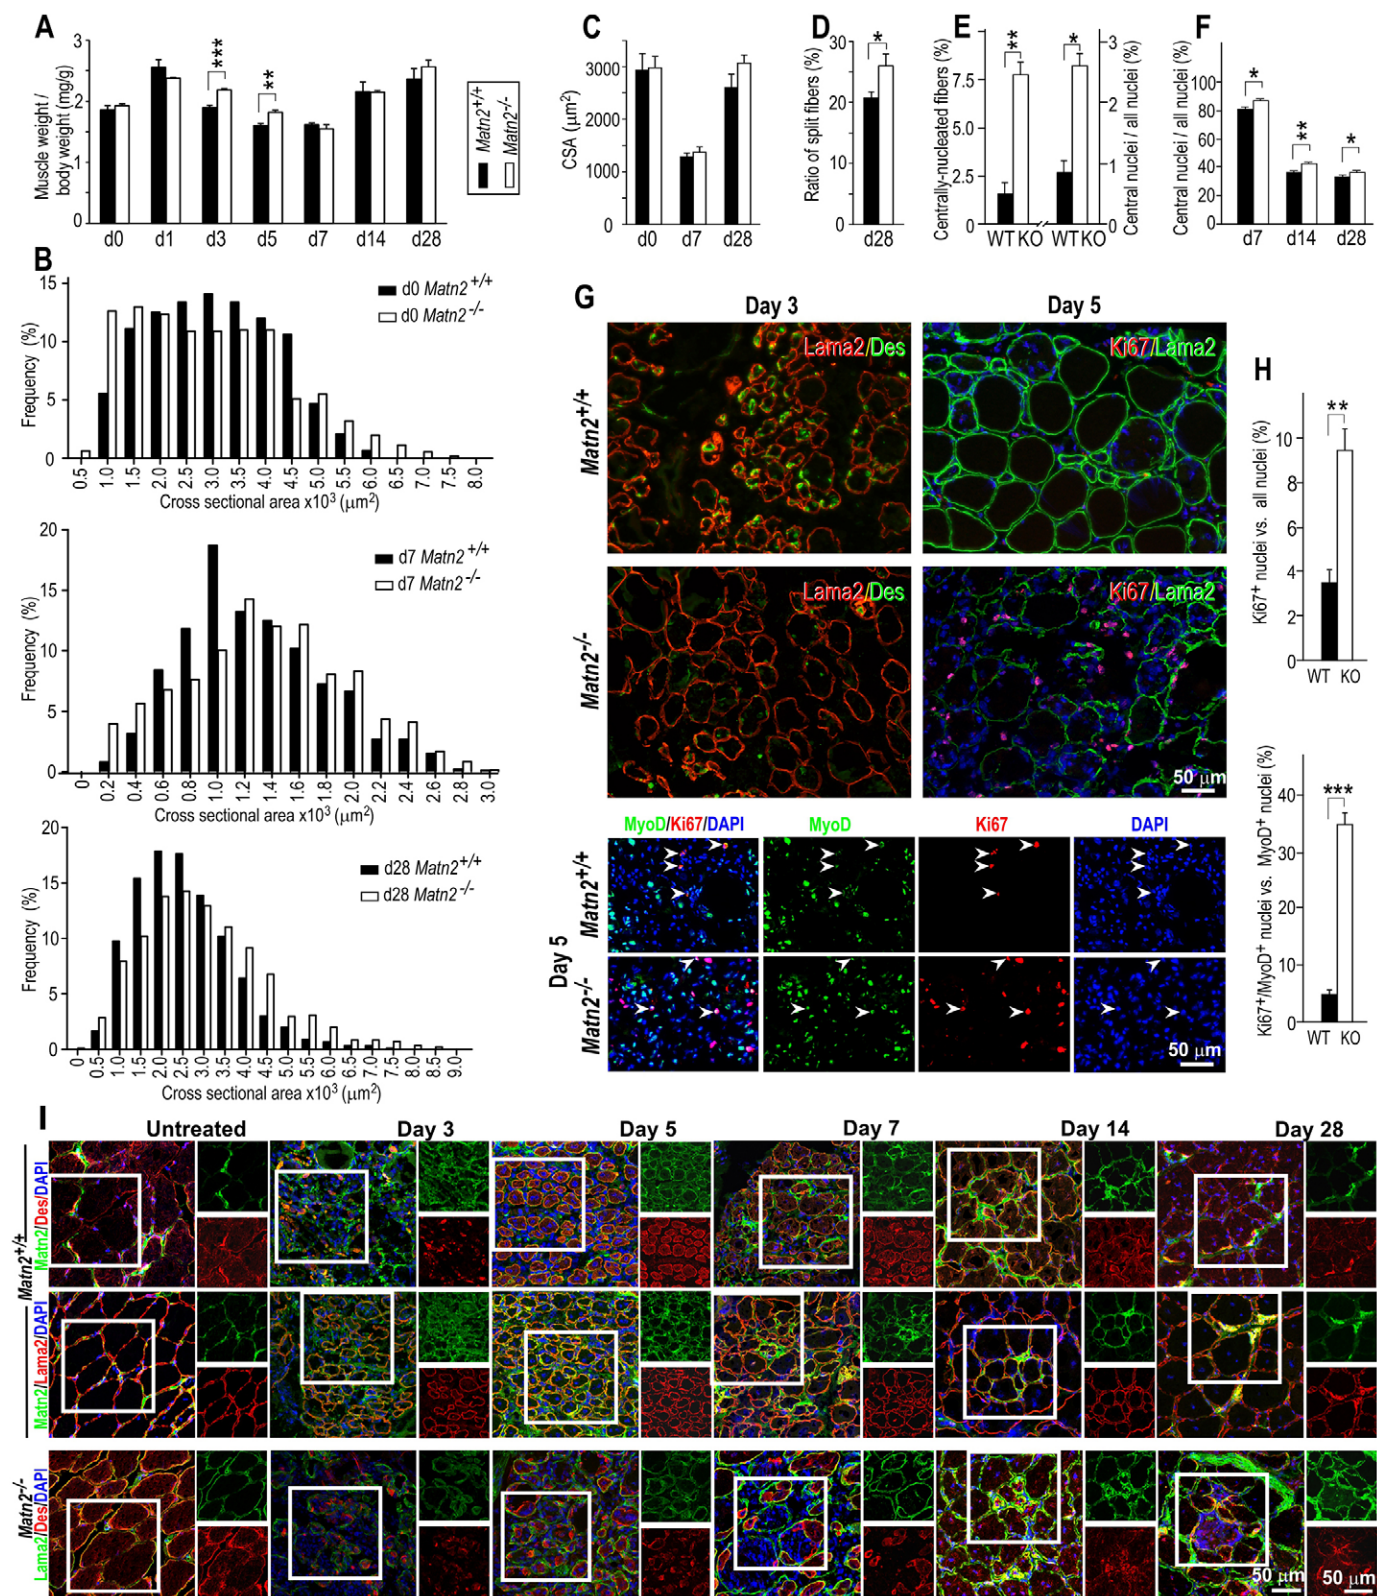 A
Muscle weight /
body weight (mg/g)
3
2
1
0
d0 d1 d3 d5 d7 d14 d28
***
**
Matn2+/+
Matn2-/-
C
CSA (μm2)
3000
2000
1000
0
d0 d7 d28
D
Ratio of split fibers (%)
30
20
10
0
*
d28
E
Centrally-nucleated fibers (%)
7.5
5.0
2.5
0
**
*
WT KO WT KO
3
2
1
0
Central nuclei / all nuclei (%)
F
Central nuclei / all nuclei (%)
100
80
60
40
20
0
*
**
*
d7 d14 d28
B
Frequency (%)
15
10
5
0
d0 Matn2+/+
d0 Matn2-/-
0.5 1.0 1.5 2.0 2.5 3.0 3.5 4.0 4.5 5.0 5.5 6.0 6.5 7.0 7.5 8.0
Cross sectional area x103 (μm2)
Frequency (%)
20
15
10
5
0
d7 Matn2+/+
d7 Matn2-/-
0 0.2 0.4 0.6 0.8 1.0 1.2 1.4 1.6 1.8 2.0 2.2 2.4 2.6 2.8 3.0
Cross sectional area x103 (μm2)
Frequency (%)
20
15
10
5
0
d28 Matn2+/+
d28 Matn2-/-
0 0.5 1.0 1.5 2.0 2.5 3.0 3.5 4.0 4.5 5.0 5.5 6.0 6.5 7.0 7.5 8.0 8.5 9.0
Cross sectional area x103 (μm2)
G
Day 3 Day 5
Matn2+/+
Lama2/Des
Ki67/Lama2
Matn2-/-
Lama2/Des
Ki67/Lama2
50 μm
MyoD/Ki67/DAPI MyoD Ki67 DAPI
Day 5
Matn2+/+
Matn2-/-
50 μm
H
Ki67+ nuclei vs. all nuclei (%)
10
8
6
4
2
0
**
WT KO
Ki67+/MyoD+ nuclei vs. MyoD+ nuclei (%)
40
30
20
10
0
***
WT KO
I
Untreated Day 3 Day 5 Day 7 Day 14 Day 28
Matn2+/+
Matn2/Des/DAPI
Matn2/Lama2/DAPI
Matn2-/-
Lama2/Des/DAPI
50 μm 50 μm